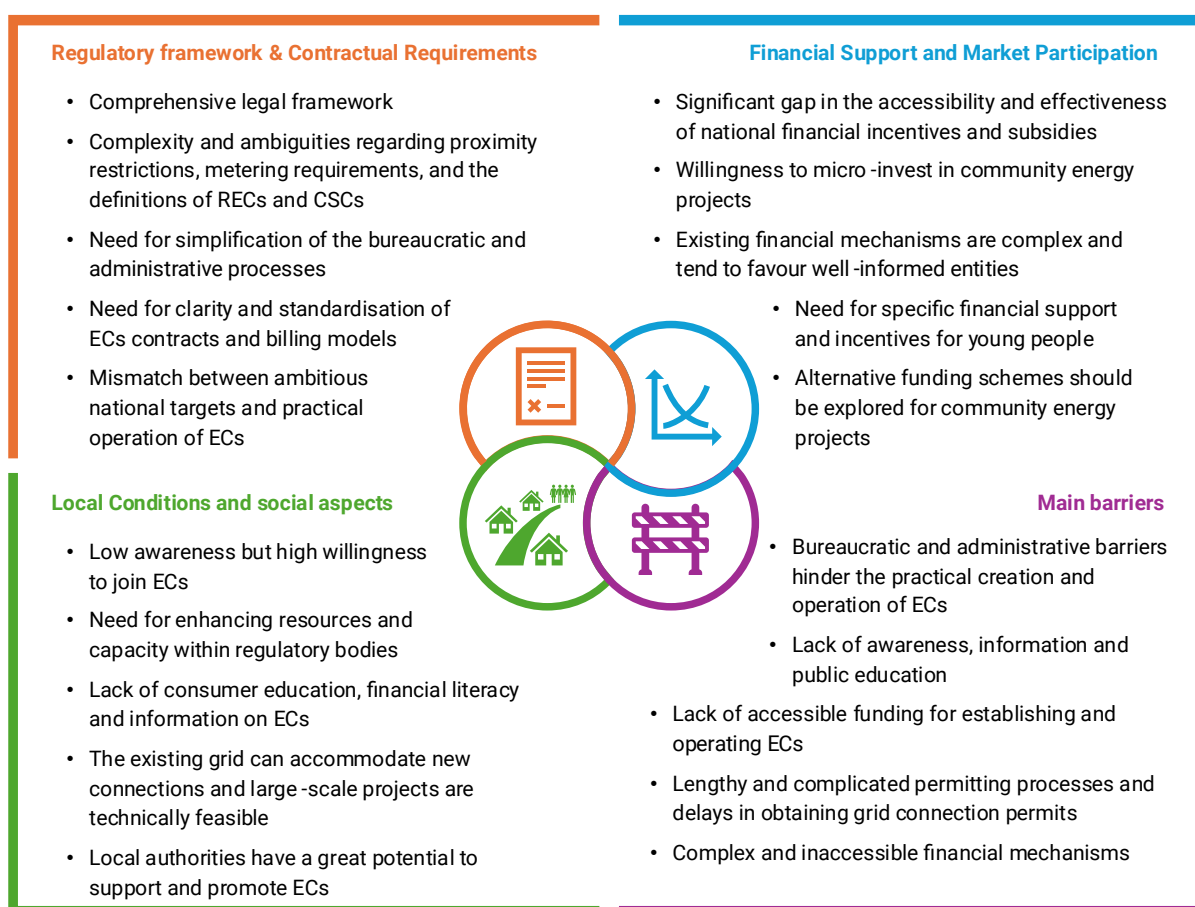 Regulatory framework & Contractual Requirements
• Comprehensive legal framework
• Complexity and ambiguities regarding proximity
restrictions, metering requirements, and the
definitions of RECs and CSCs
• Need for simplification of the bureaucratic and
administrative processes
• Need for clarity and standardisation of
ECs contracts and billing models
• Mismatch between ambitious
national targets and practical
operation of ECs
Financial Support and Market Participation
• Significant gap in the accessibility and effectiveness
of national financial incentives and subsidies
• Willingness to micro -invest in community energy
projects
• Existing financial mechanisms are complex and
tend to favour well -informed entities
• Need for specific financial support
and incentives for young people
• Alternative funding schemes should
be explored for community energy
projects
Local Conditions and social aspects
• Low awareness but high willingness
to join ECs
• Need for enhancing resources and
capacity within regulatory bodies
• Lack of consumer education, financial literacy
and information on ECs
• The existing grid can accommodate new
connections and large -scale projects are
technically feasible
• Local authorities have a great potential to
support and promote ECs
Main barriers
• Bureaucratic and administrative barriers
hinder the practical creation and
operation of ECs
• Lack of awareness, information and
public education
• Lack of accessible funding for establishing and
operating ECs
• Lengthy and complicated permitting processes and
delays in obtaining grid connection permits
• Complex and inaccessible financial mechanisms